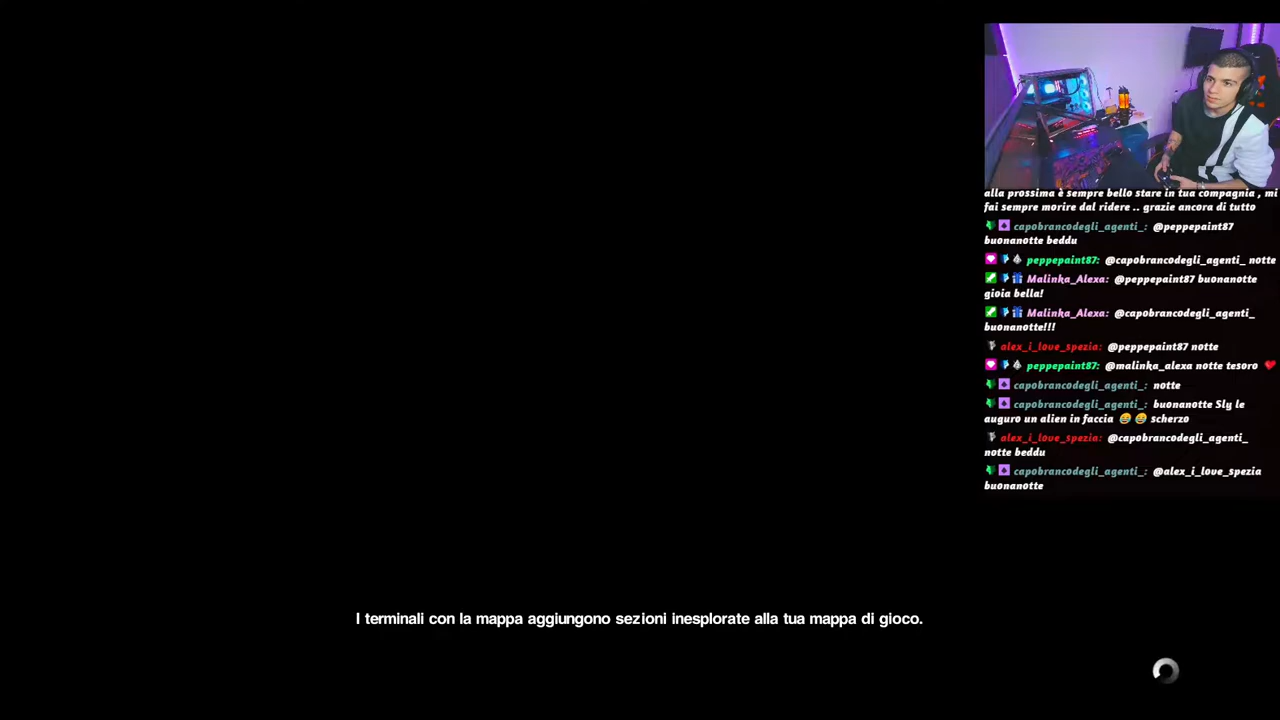 alla prossima è sempre bello stare in tua compagnia , mi
fai sempre morire dal ridere .. grazie ancora di tutto
capobrancodegli_agenti_: @peppepaint87
buonanotte beddu
peppepaint87: @capobrancodegli_agenti_ notte
Malinka_Alexa: @peppepaint87 buonanotte
gioia bella!
Malinka_Alexa: @capobrancodegli_agenti_
buonanotte!!!
alex_i_love_spezia: @peppepaint87 notte
peppepaint87: @malinka_alexa notte tesoro ❤️
capobrancodegli_agenti_: notte
capobrancodegli_agenti_: buonanotte Sly le
auguro un alien in faccia 😂 😂 scherzo
alex_i_love_spezia: @capobrancodegli_agenti_
notte beddu
capobrancodegli_agenti_: @alex_i_love_spezia
buonanotte
I terminali con la mappa aggiungono sezioni inesplorate alla tua mappa di gioco.